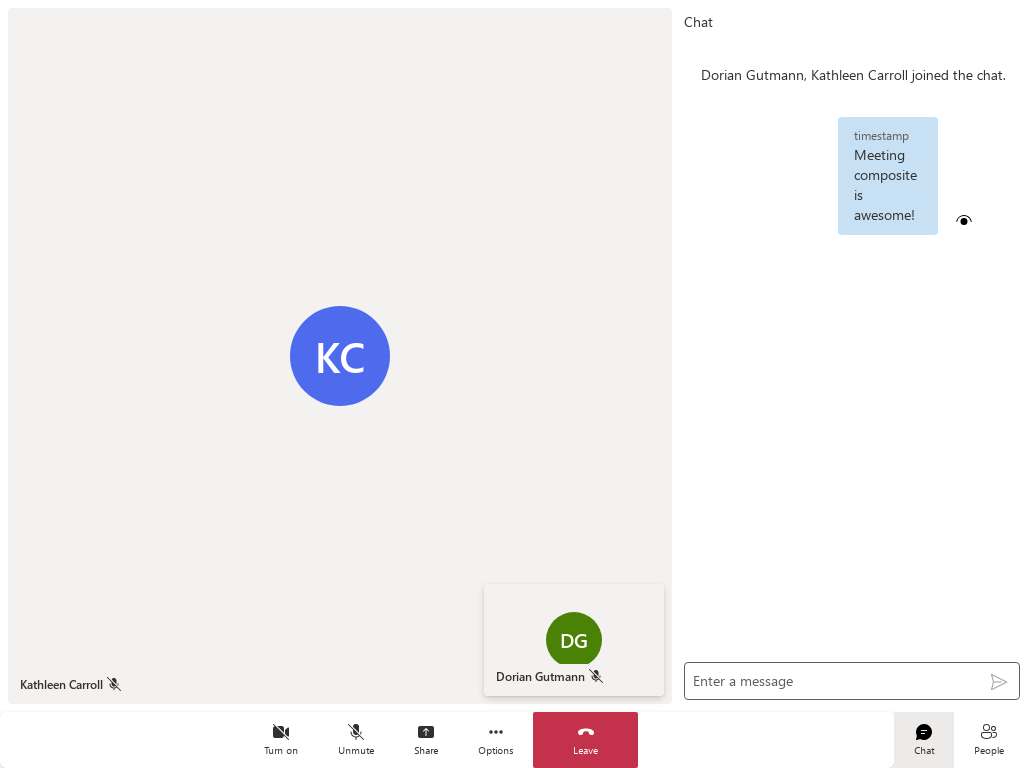 Chat
Dorian Gutmann, Kathleen Carroll joined the chat.
timestamp
Meeting
composite
is
awesome!
KC
DG
Kathleen Carroll
Dorian Gutmann
Enter a message
Turn on
Unmute
Share
Options
Leave
Chat
People